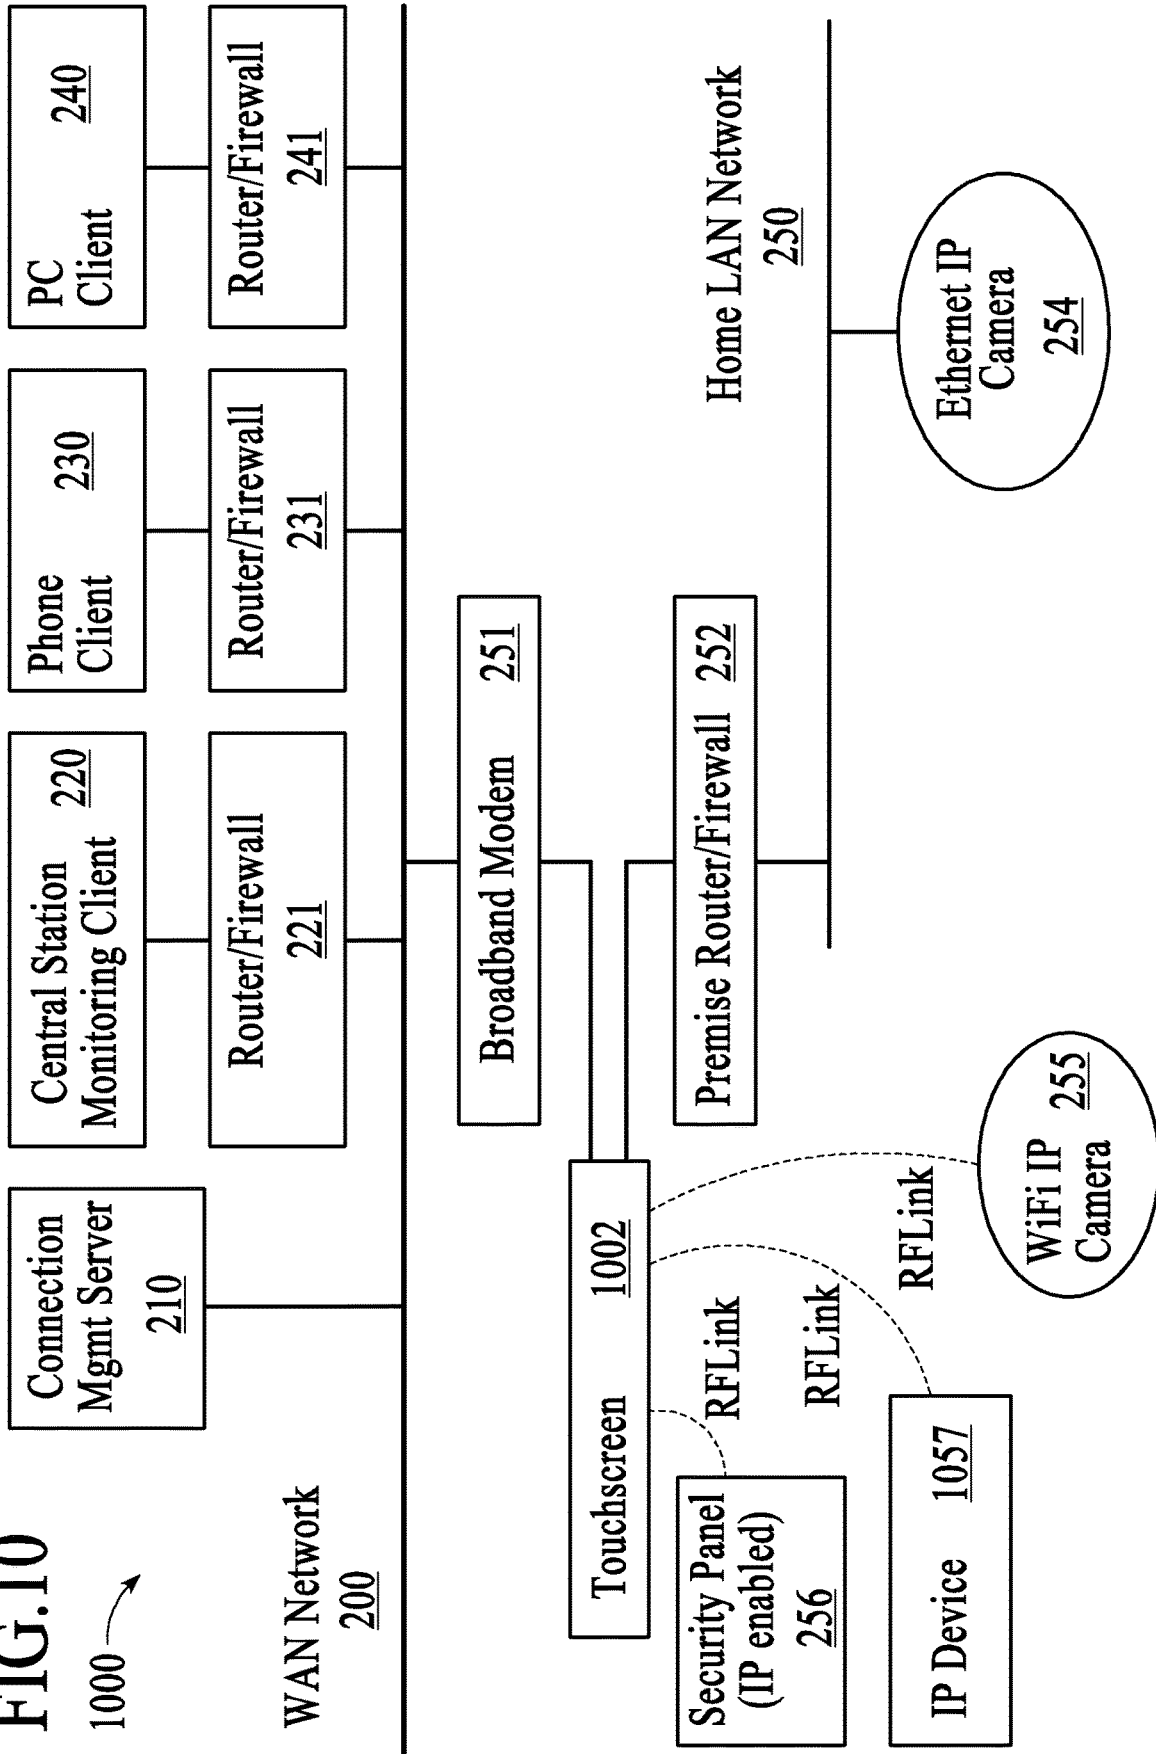 FIG.10
1000
Connection
Mgmt Server
210
Central Station
Monitoring Client
220
Phone
Client
230
PC
Client
240
Router/Firewall
221
Router/Firewall
231
Router/Firewall
241
WAN Network
200
Broadband Modem 251
Touchscreen 1002
Premise Router/Firewall 252
Home LAN Network
250
Security Panel
(IP enabled)
256
RFLink
RFLink
RFLink
IP Device 1057
WiFi IP
Camera
255
Ethernet IP
Camera
254